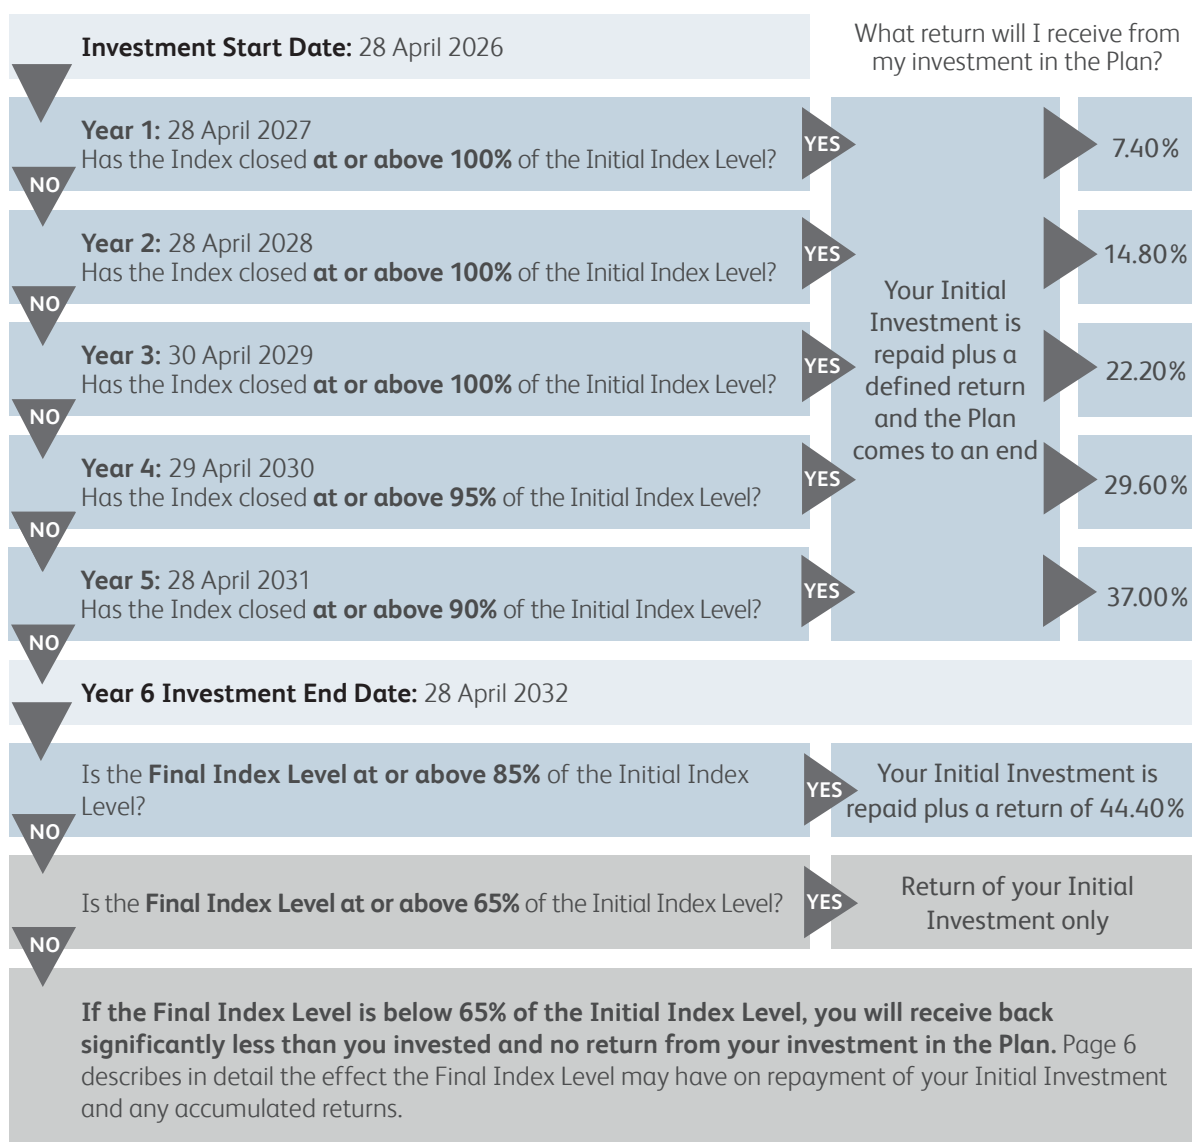 Investment Start Date: 28 April 2026
What return will I receive from
my investment in the Plan?
Year 1: 28 April 2027
Has the Index closed at or above 100% of the Initial Index Level?
YES
7.40%
NO
Year 2: 28 April 2028
Has the Index closed at or above 100% of the Initial Index Level?
YES
14.80%
NO
Year 3: 30 April 2029
Has the Index closed at or above 100% of the Initial Index Level?
YES
22.20%
NO
Year 4: 29 April 2030
Has the Index closed at or above 95% of the Initial Index Level?
YES
29.60%
NO
Year 5: 28 April 2031
Has the Index closed at or above 90% of the Initial Index Level?
YES
37.00%
NO
Your Initial
Investment is
repaid plus a
defined return
and the Plan
comes to an end
Year 6 Investment End Date: 28 April 2032
Is the Final Index Level at or above 85% of the Initial Index
Level?
YES
Your Initial Investment is
repaid plus a return of 44.40%
NO
Is the Final Index Level at or above 65% of the Initial Index Level?
YES
Return of your Initial
Investment only
NO
If the Final Index Level is below 65% of the Initial Index Level, you will receive back
significantly less than you invested and no return from your investment in the Plan. Page 6
describes in detail the effect the Final Index Level may have on repayment of your Initial Investment
and any accumulated returns.